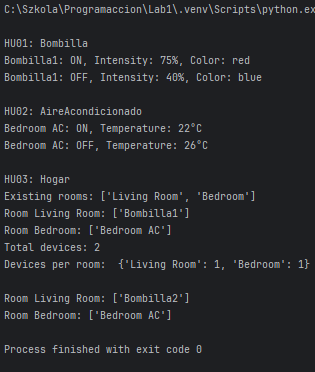 C:\Szkola\Programaccion\Lab1\.venv\Scripts\python.ex
HU01: Bombilla
Bombilla1: ON, Intensity: 75%, Color: red
Bombilla1: OFF, Intensity: 40%, Color: blue
HU02: AireAcondicionado
Bedroom AC: ON, Temperature: 22°C
Bedroom AC: OFF, Temperature: 26°C
HU03: Hogar
Existing rooms: ['Living Room', 'Bedroom']
Room Living Room: ['Bombilla1']
Room Bedroom: ['Bedroom AC']
Total devices: 2
Devices per room:  {'Living Room': 1, 'Bedroom': 1}
Room Living Room: ['Bombilla2']
Room Bedroom: ['Bedroom AC']
Process finished with exit code 0